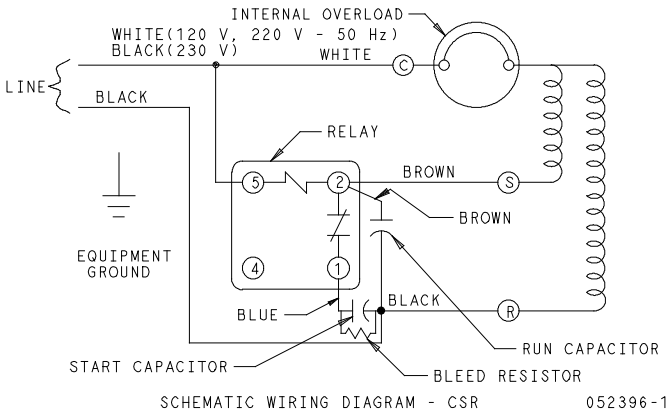 INTERNAL OVERLOAD
WHITE(120 V, 220 V - 50 Hz)
BLACK(230 V)
WHITE
C
LINE
BLACK
RELAY
5
2
BROWN
S
BROWN
EQUIPMENT
GROUND
4
1
BLUE
BLACK
R
RUN CAPACITOR
START CAPACITOR
BLEED RESISTOR
SCHEMATIC WIRING DIAGRAM - CSR
052396-1